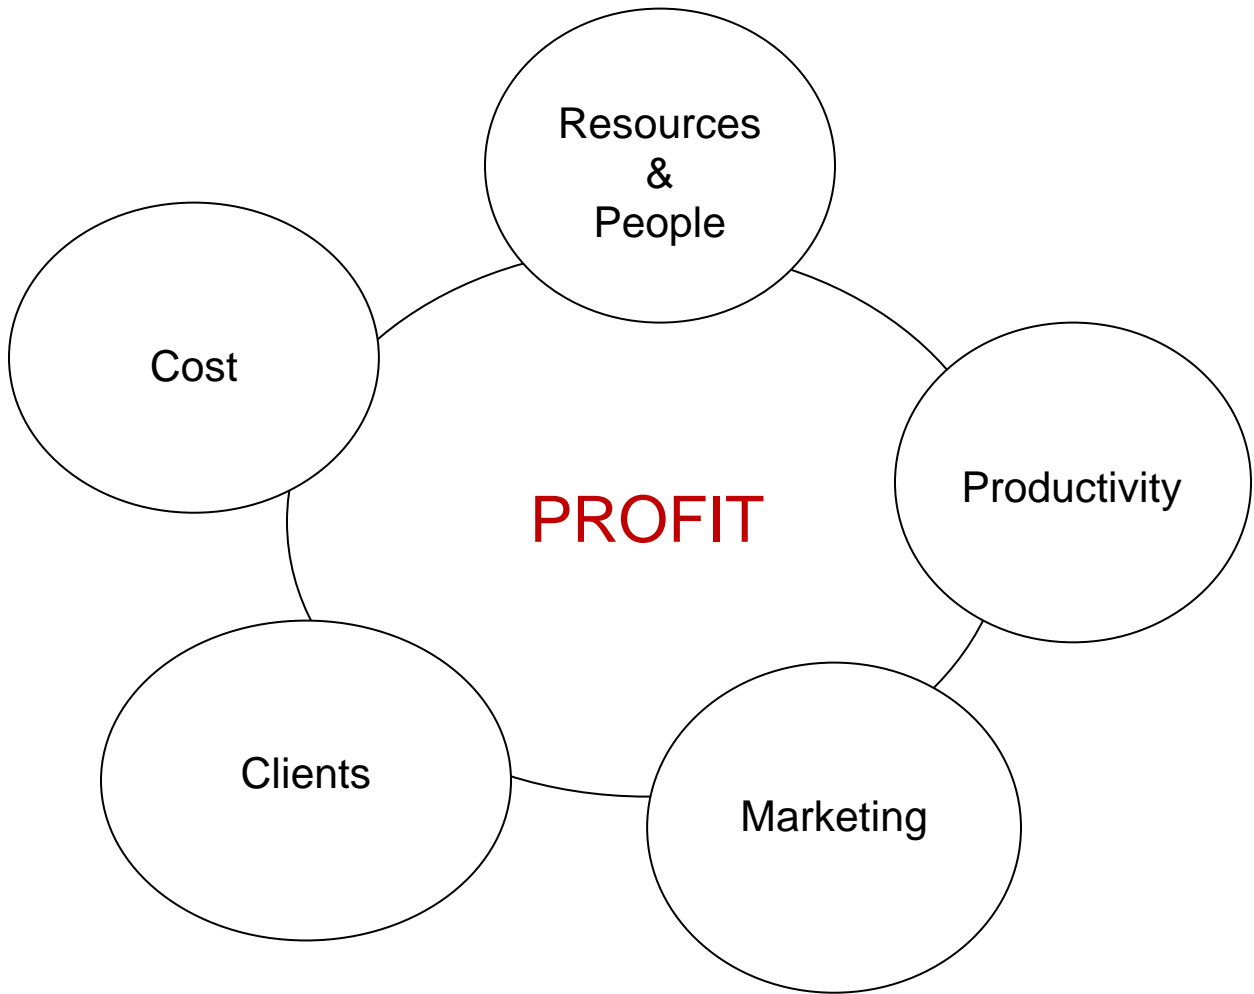 Resources
&
People
Cost
Productivity
PROFIT
Clients
Marketing